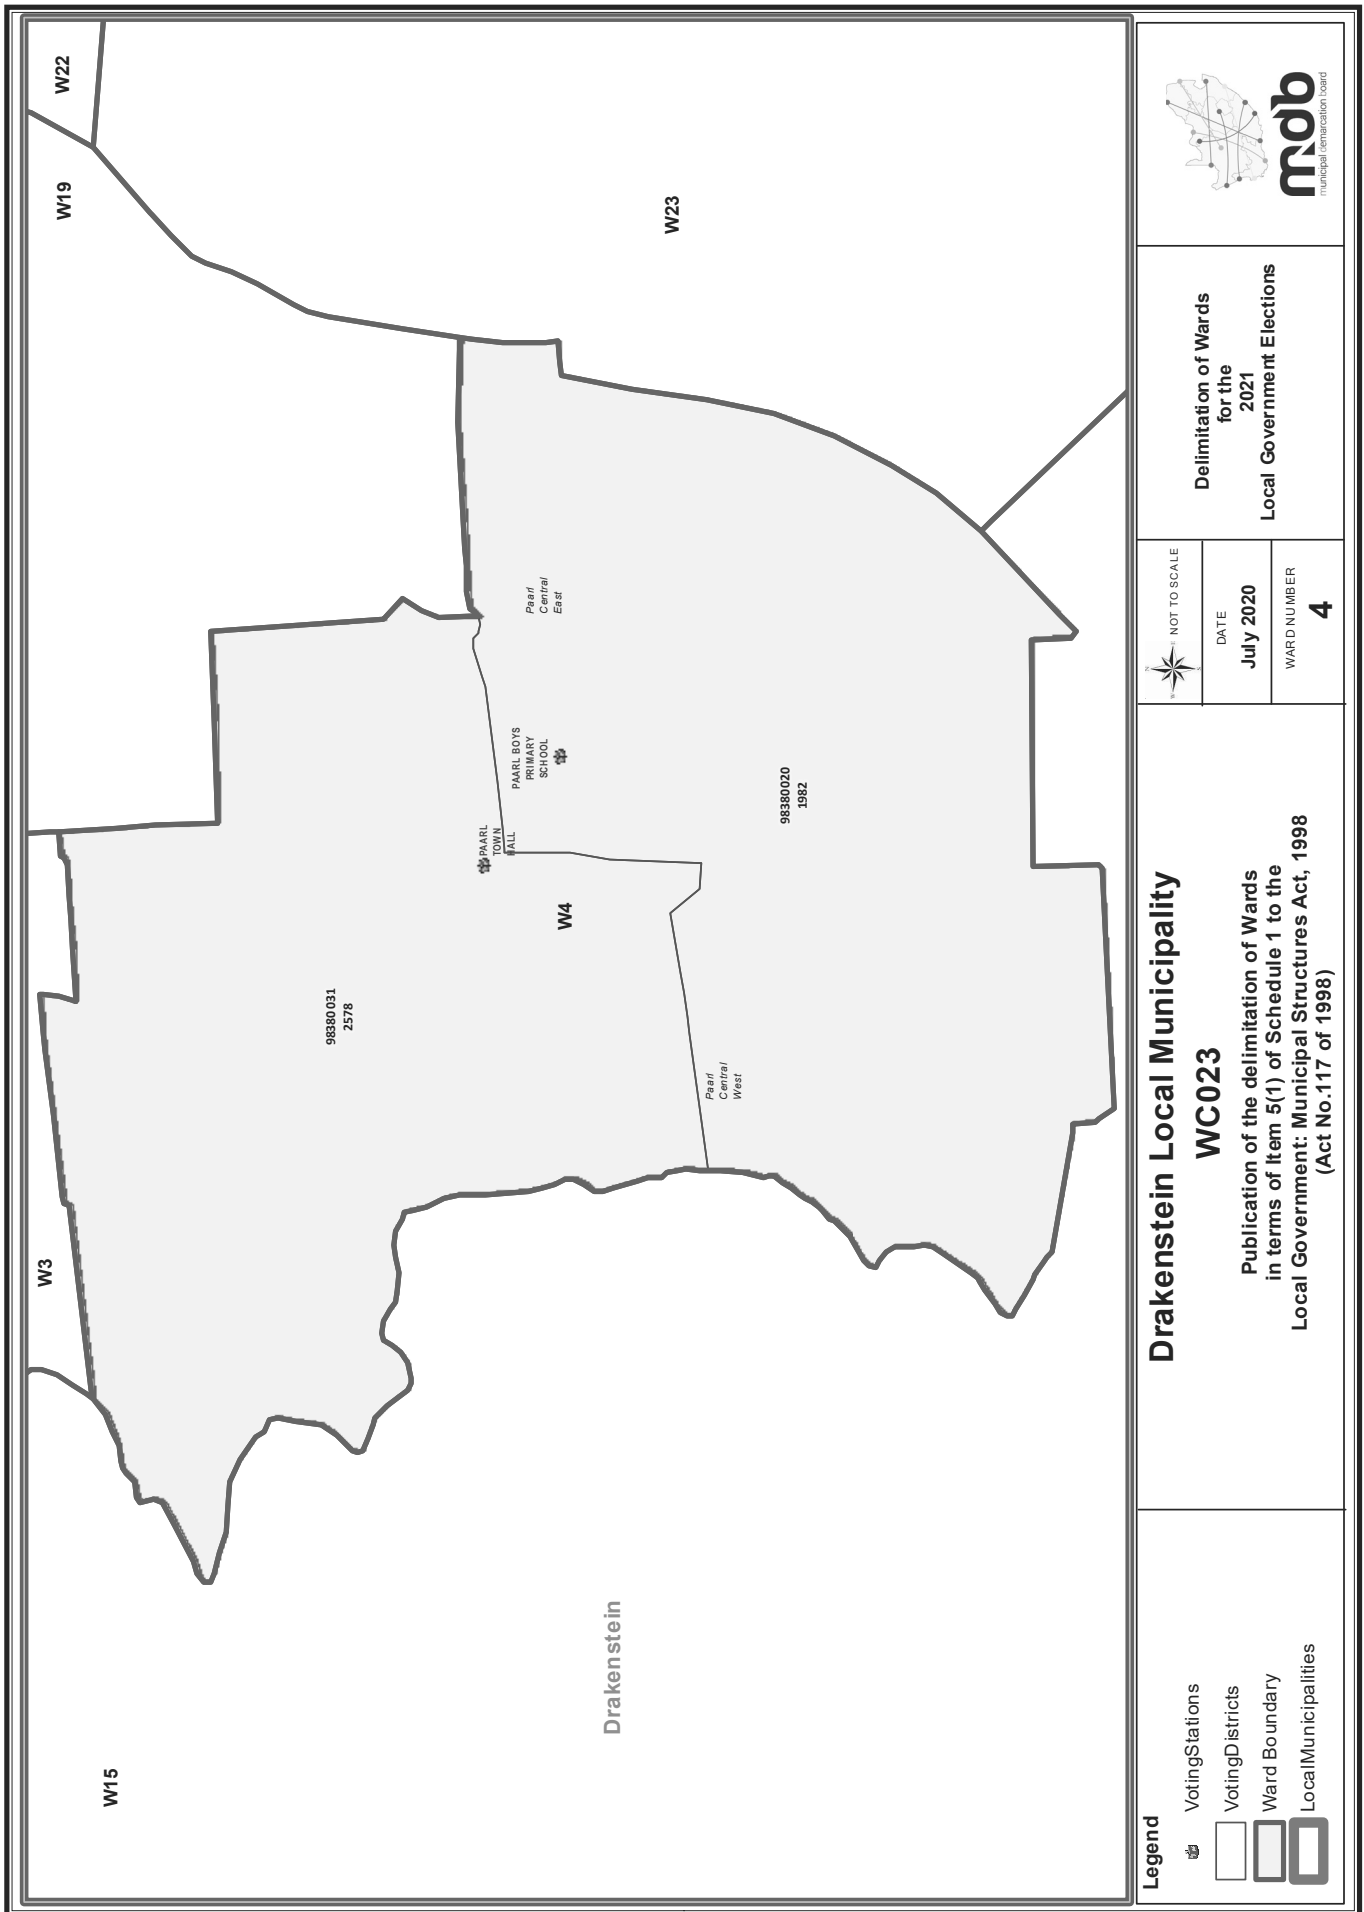 W22
W19
W23
W3
W15
Drakenstein
98380031
2578
W4
PAARL
TOWN
HALL
PAARL BOYS
PRIMARY
SCHOOL
Paarl
Central
East
98380020
1982
Paarl
Central
West
Legend
VotingStations
VotingDistricts
Ward Boundary
LocalMunicipalities
Drakenstein Local Municipality
WC023
Publication of the delimitation of Wards
in terms of Item 5(1) of Schedule 1 to the
Local Government: Municipal Structures Act, 1998
(Act No.117 of 1998)
N
E
S
W
NOT TO SCALE
DATE
July 2020
WARD NUMBER
4
Delimitation of Wards
for the
2021
Local Government Elections
mdb
municipal demarcation board